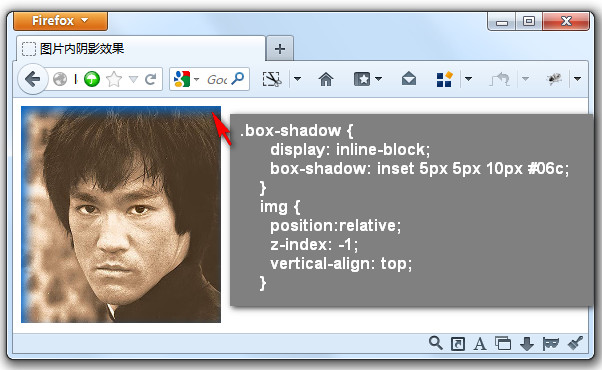 Firefox
图片内阴影效果
Goo
.box-shadow {
display: inline-block;
box-shadow: inset 5px 5px 10px #06c;
}
img {
position:relative;
z-index: -1;
vertical-align: top;
}